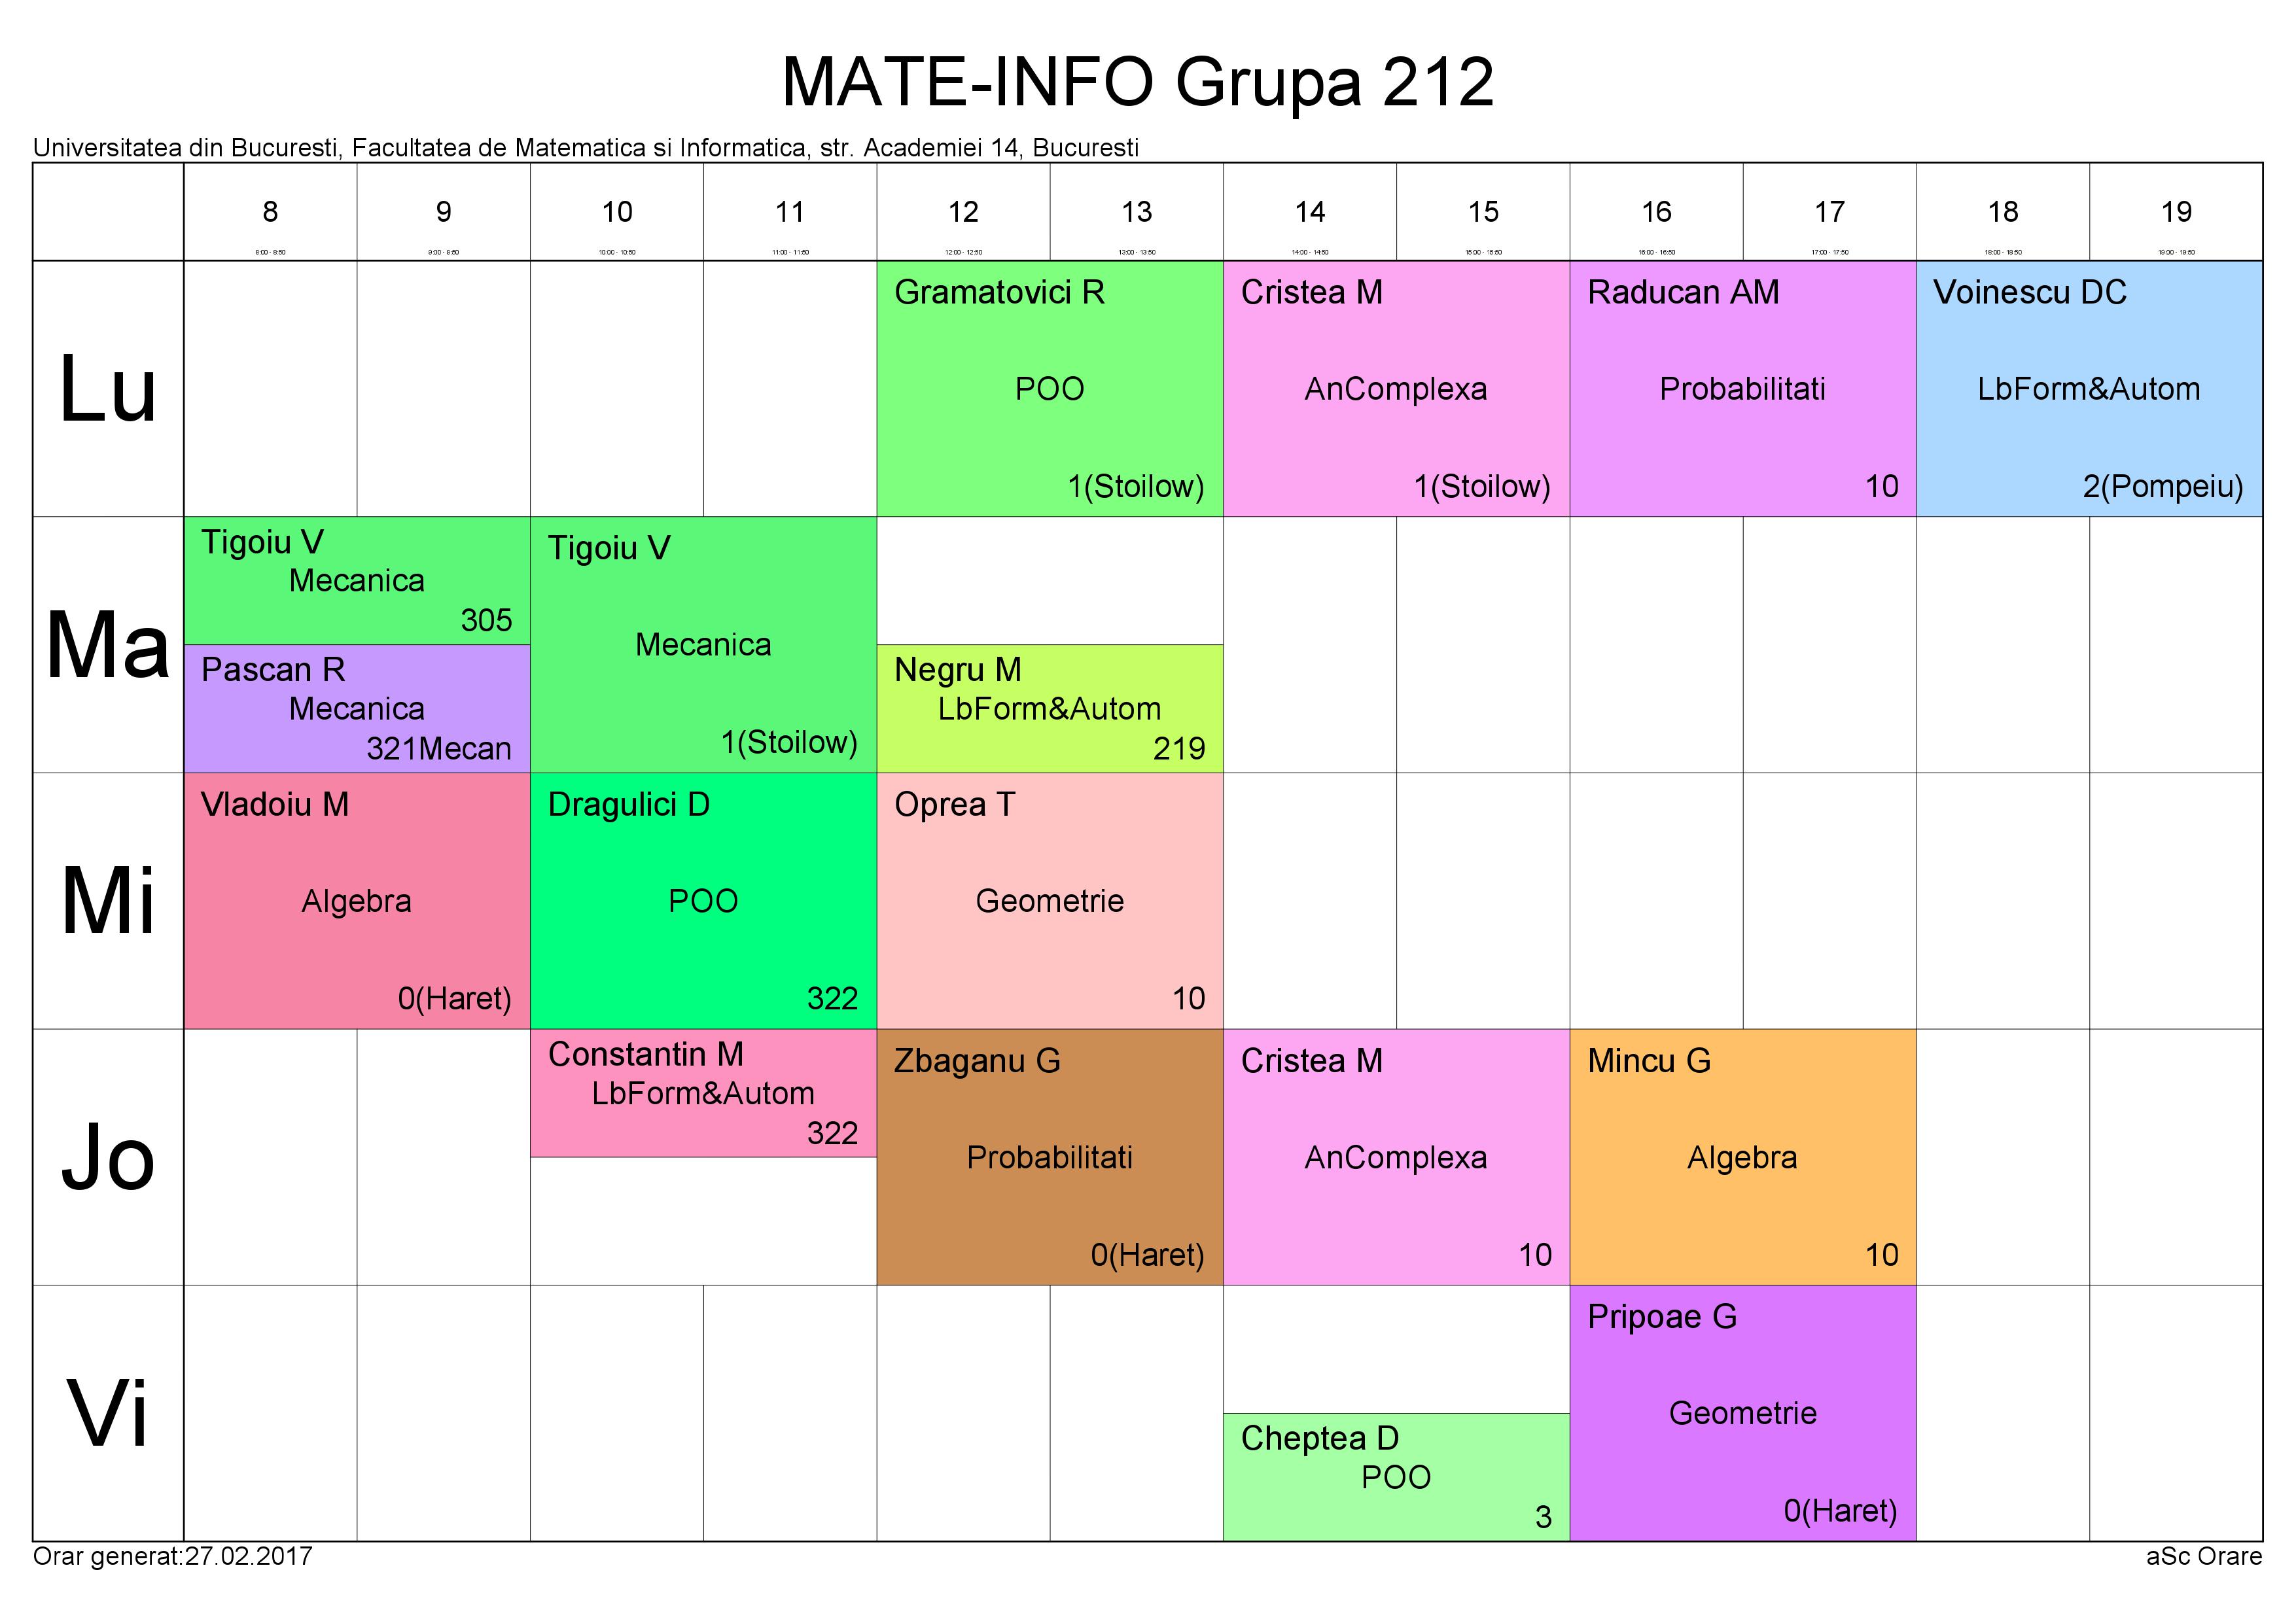 MATE-INFO Grupa 212
Universitatea din Bucuresti, Facultatea de Matematica si Informatica, str. Academiei 14, Bucuresti
8 9 10 11 12 13 14 15 16 17 18 19
8:00 - 8:50 9:00 - 9:50 10:00 - 10:50 11:00 - 11:50 12:00 - 12:50 13:00 - 13:50 14:00 - 14:50 15:00 - 15:50 16:00 - 16:50 17:00 - 17:50 18:00 - 18:50 19:00 - 19:50
Lu
Gramatovici R
POO
1(Stoilow)
Cristea M
AnComplexa
1(Stoilow)
Raducan AM
Probabilitati
10
Voinescu DC
LbForm&Autom
2(Pompeiu)
Ma
Tigoiu V
Mecanica
305
Pascan R
Mecanica
321Mecan
Tigoiu V
Mecanica
1(Stoilow)
Negru M
LbForm&Autom
219
Mi
Vladoiu M
Algebra
0(Haret)
Dragulici D
POO
322
Oprea T
Geometrie
10
Jo
Constantin M
LbForm&Autom
322
Zbaganu G
Probabilitati
0(Haret)
Cristea M
AnComplexa
10
Mincu G
Algebra
10
Vi
Cheptea D
POO
3
Pripoae G
Geometrie
0(Haret)
Orar generat:27.02.2017
aSc Orare